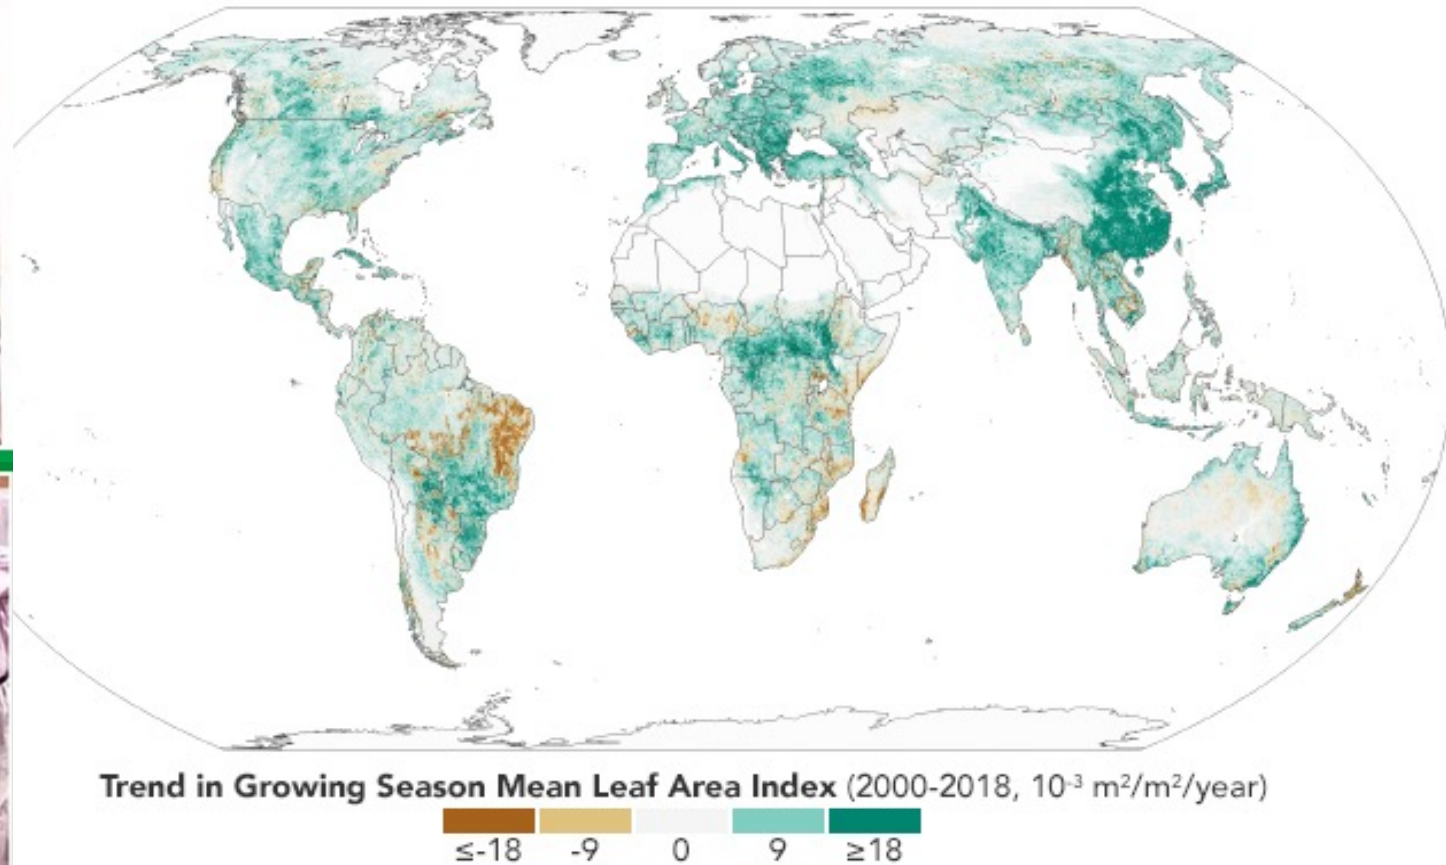 Trend in Growing Season Mean Leaf Area Index (2000-2018, 10⁻³ m²/m²/year)
≤-18 -9 0 9 ≥18